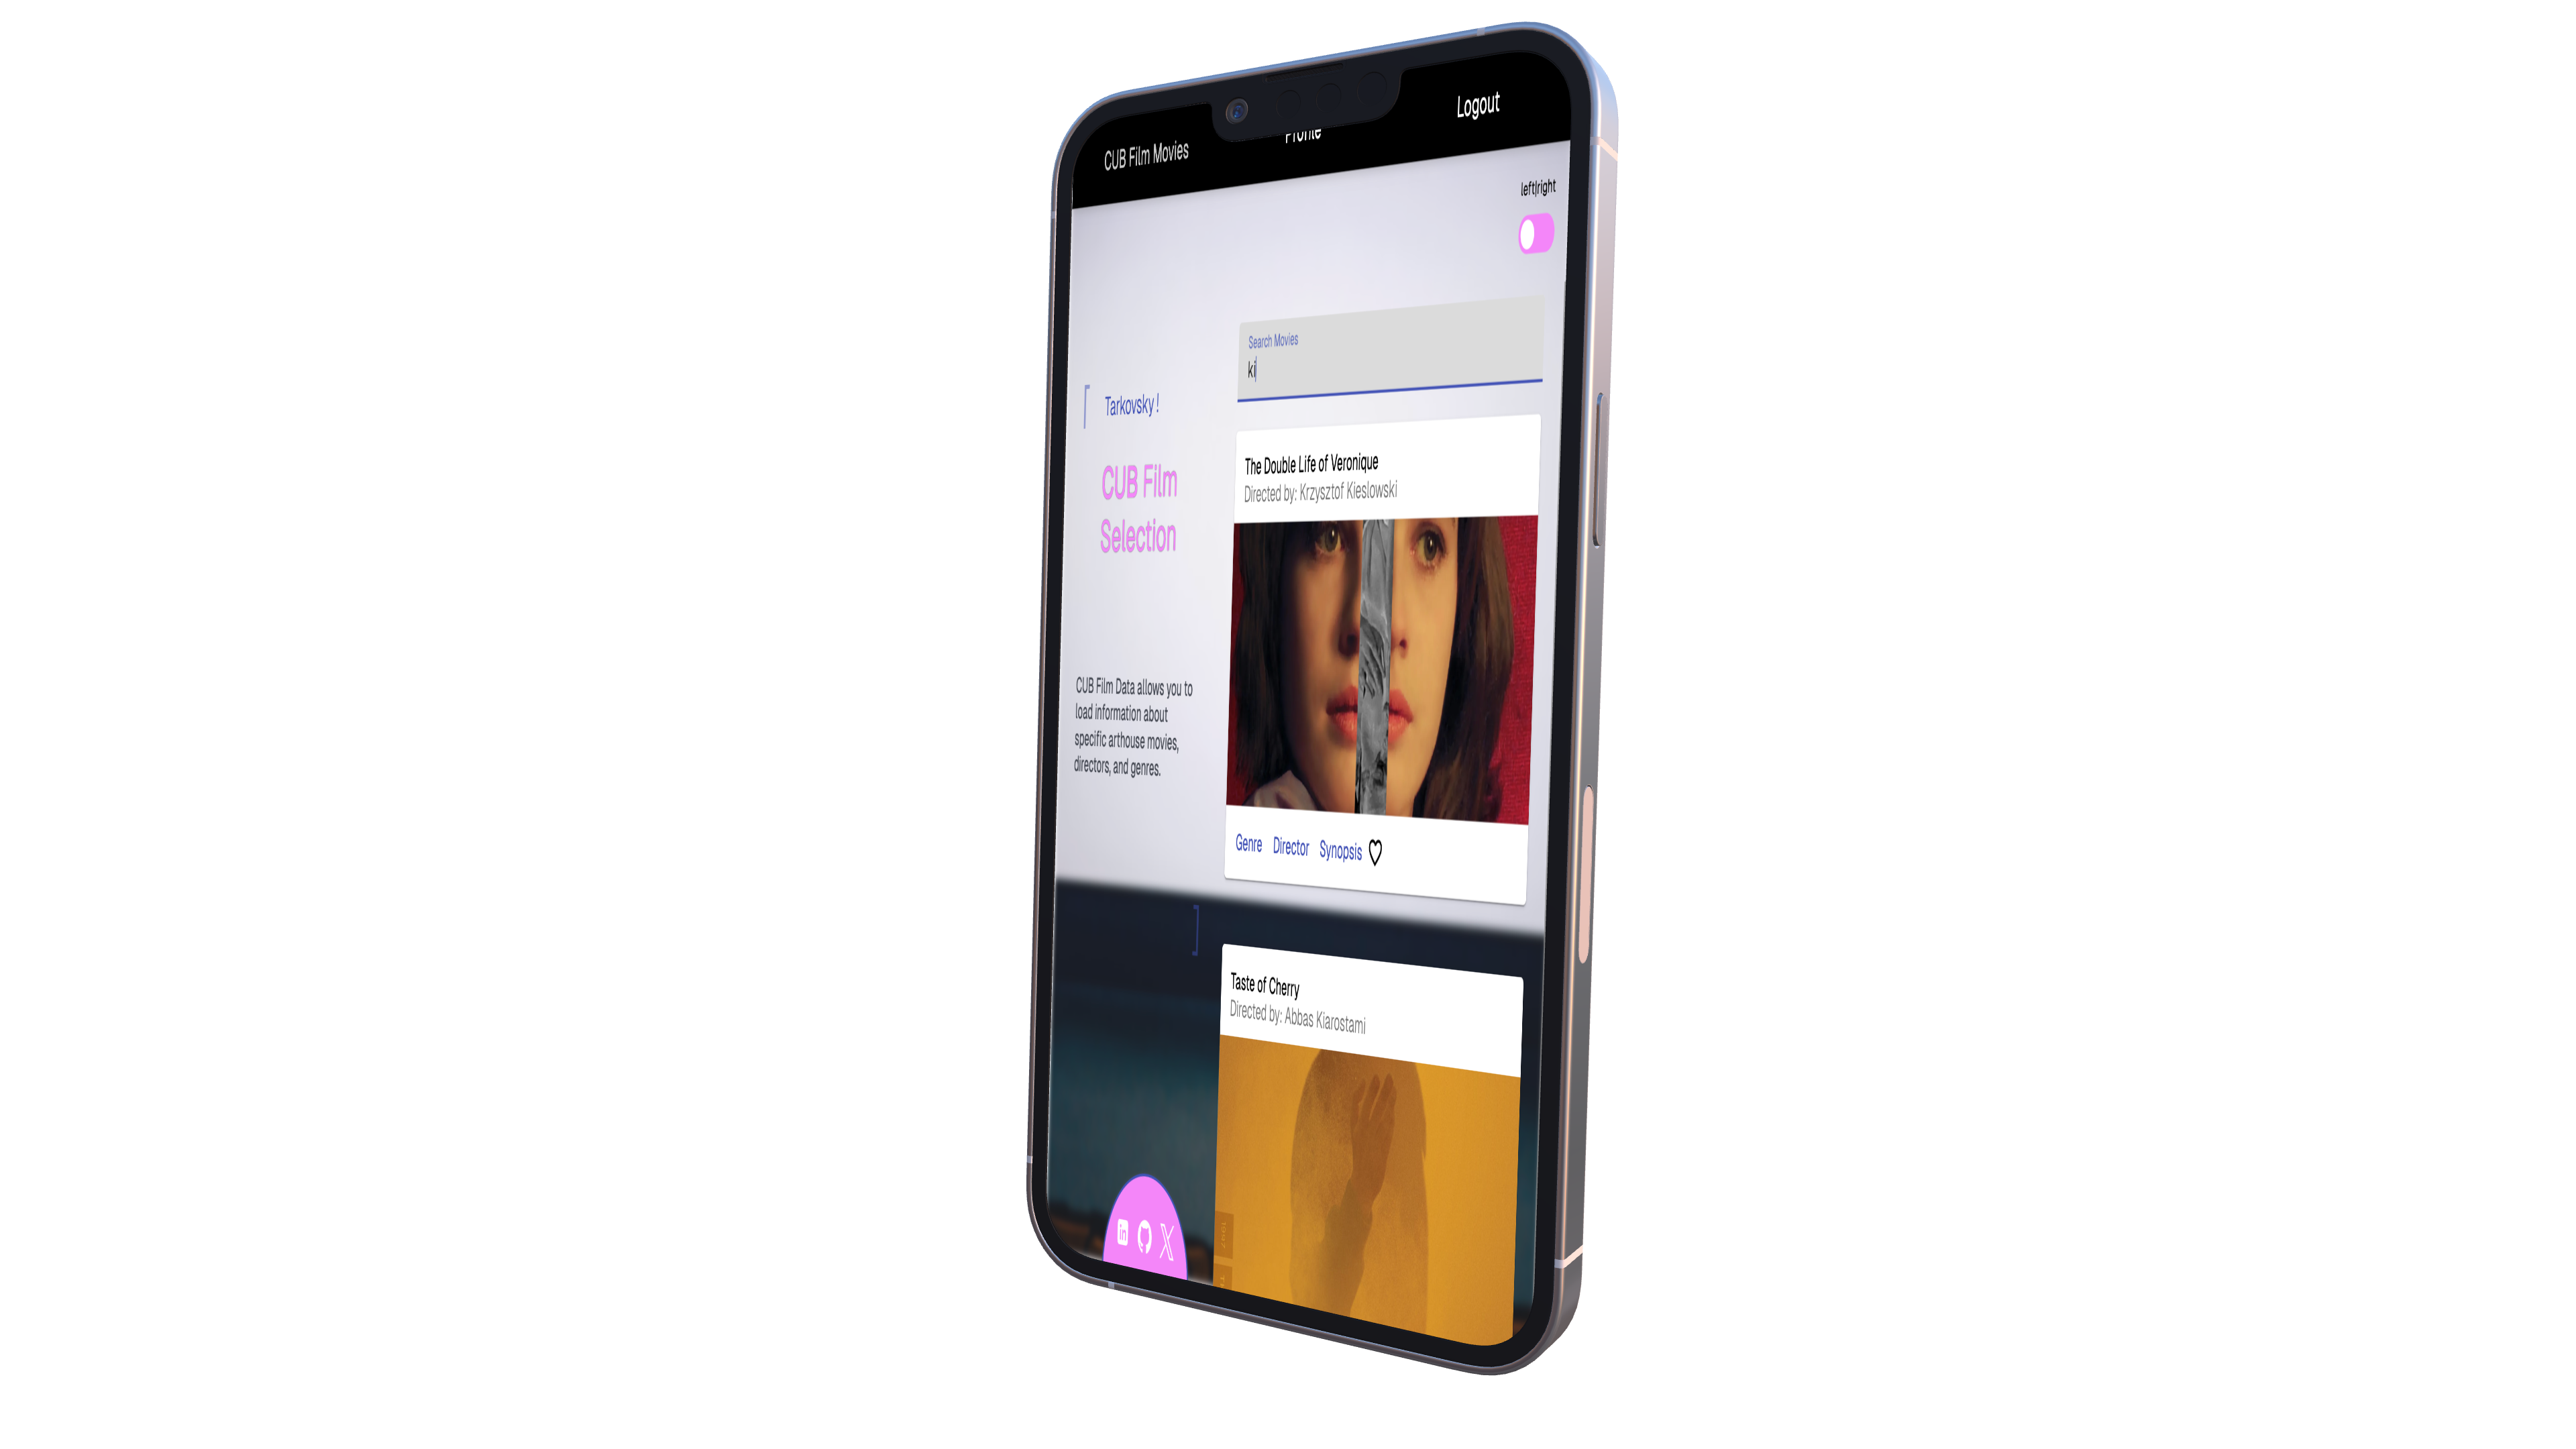 CUB Film Movies
Profile
Logout
left|right
Search Movies
ki
Tarkovsky!
CUB Film
Selection
CUB Film Data allows you to
load information about
specific arthouse movies,
directors, and genres.
The Double Life of Veronique
Directed by: Krzysztof Kieslowski
Genre Director Synopsis
Taste of Cherry
Directed by: Abbas Kiarostami
1997
in
X